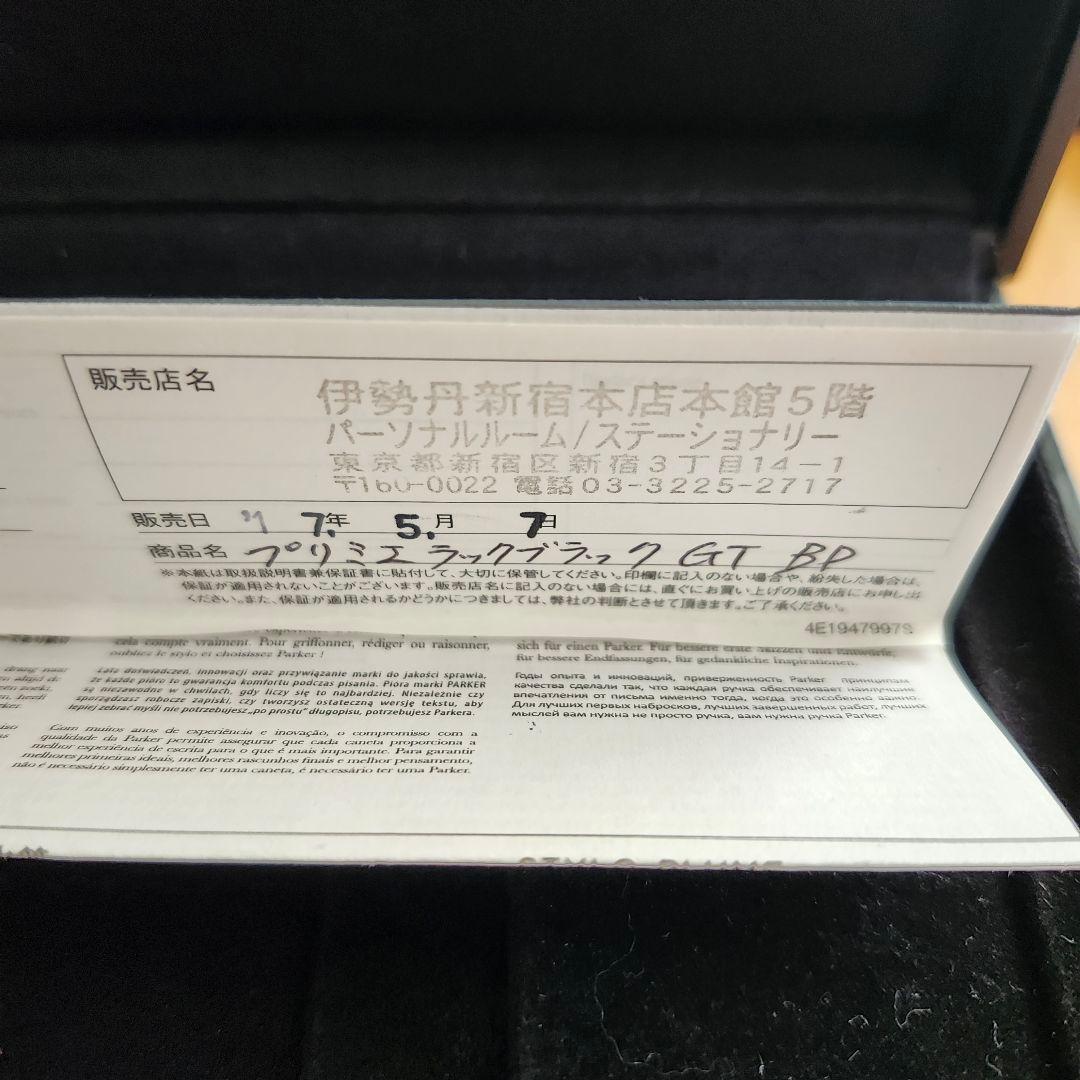 販売店名
伊勢丹新宿本店本館5階
パーソナルルーム/ステーショナリー
東京都新宿区新宿3丁目14-1
〒160-0022 電話03-3225-2717
販売日 '17.年 5.月 7日
商品名 プリミエ ラックブラック GT BP
※本紙は取扱説明書兼保証書に貼付して、大切に保管してください。印欄に記入のない場合や、紛失した場合は、
保証が適用されないことがございます。販売店名に記入のない場合には、直ぐにお買い上げの販売店にお申し出
ください。また、保証が適用されるかどうかにつきましては、弊社の判断とさせて頂きます。ご了承ください。
4E1947997S
cela compte vraiment. Pour griffonner, rédiger ou raisonner,
oubliez le stylo et choisissez Parker !
Lata doświadczeń, innowacji oraz przywiązanie marki do jakości sprawia,
że każde pióro to gwarancja komfortu podczas pisania. Pióra marki PARKER
są niezawodne w chwilach, gdy liczy się to najbardziej. Niezależnie czy
sporządzasz robocze zapiski, czy tworzysz ostateczną wersję tekstu, aby
lepiej zebrać myśli nie potrzebujesz „po prostu” długopisu, potrzebujesz Parkera.
Com muitos anos de experiência e inovação, o compromisso com a
qualidade da Parker permite assegurar que cada caneta proporciona a
melhor experiência de escrita para o que é mais importante. Para garantir
melhores primeiras ideais, melhores rascunhos finais e melhor pensamento,
não é necessário simplesmente ter uma caneta, é necessário ter uma Parker.
sich für einen Parker. Für bessere erste Skizzen und Entwürfe,
für bessere Endfassungen, für gedankliche Inspirationen.
Годы опыта и инноваций, приверженность Parker принципам
качества сделали так, что каждая ручка обеспечивает наилучшие
впечатления от письма именно тогда, когда это особенно важно.
Для лучших первых набросков, лучших завершенных работ, лучших
мыслей вам нужна не просто ручка, вам нужна ручка Parker.